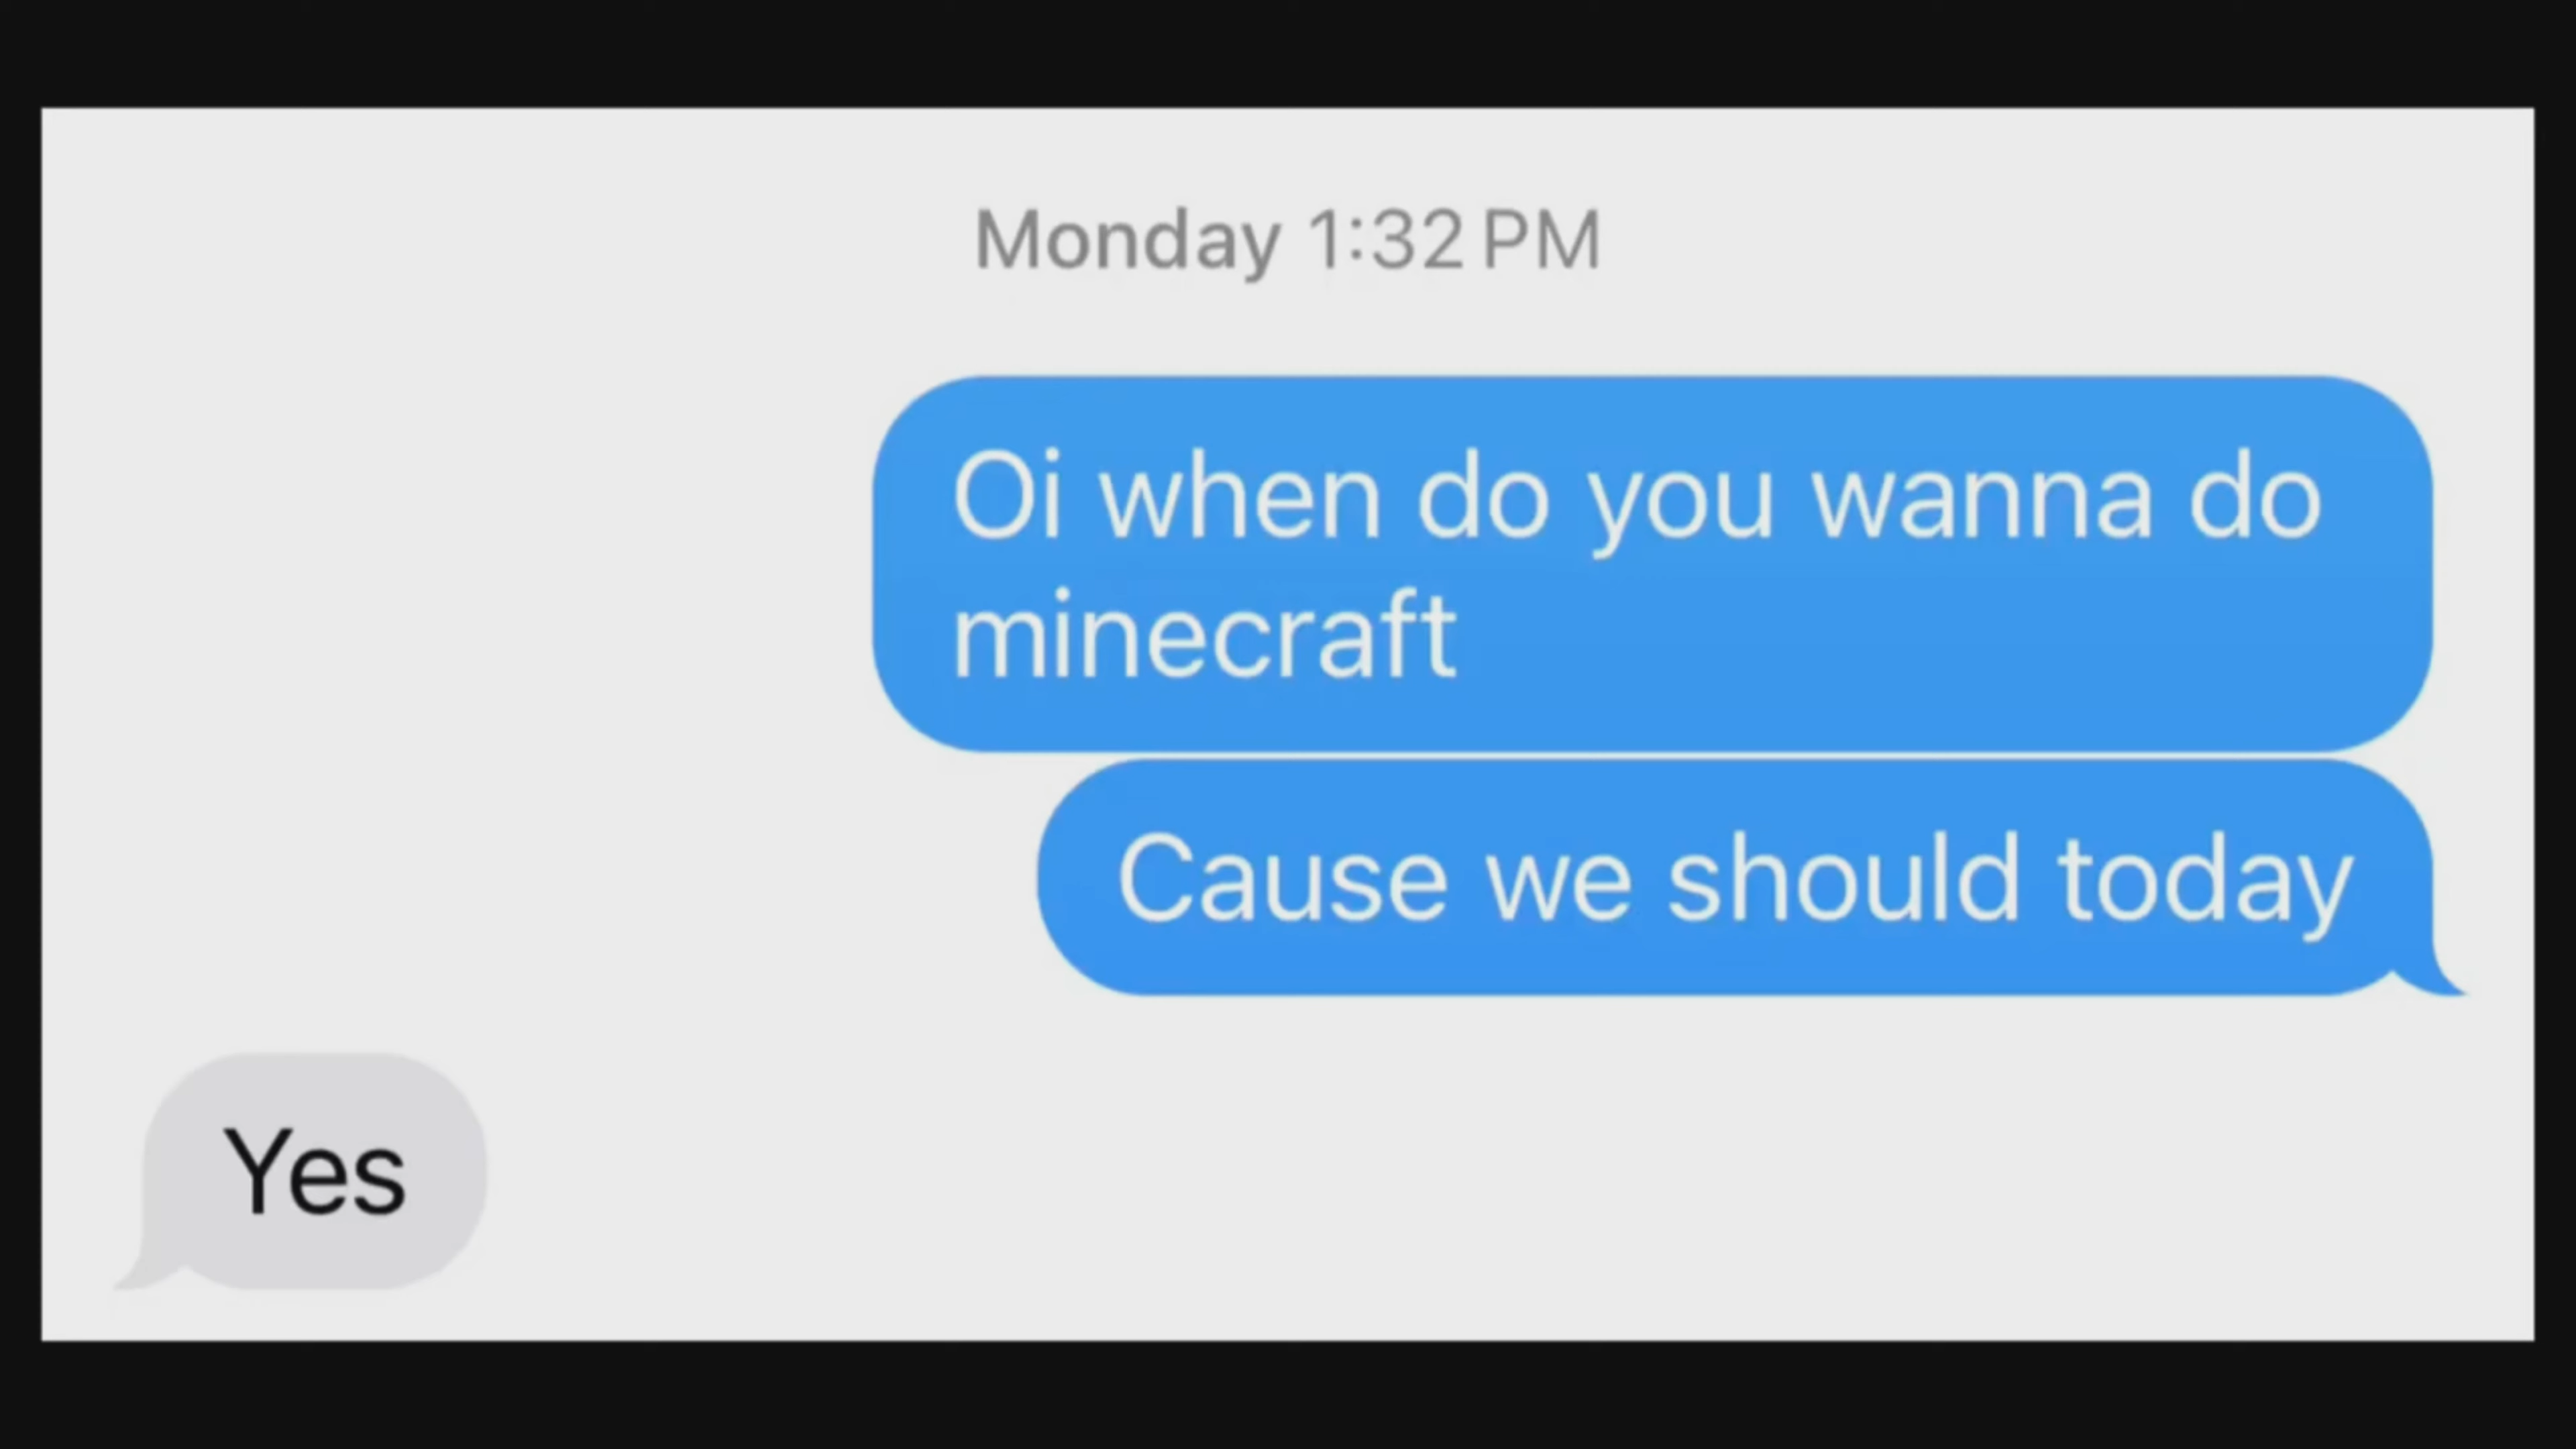 Monday 1:32 PM
Oi when do you wanna do
minecraft
Cause we should today
Yes